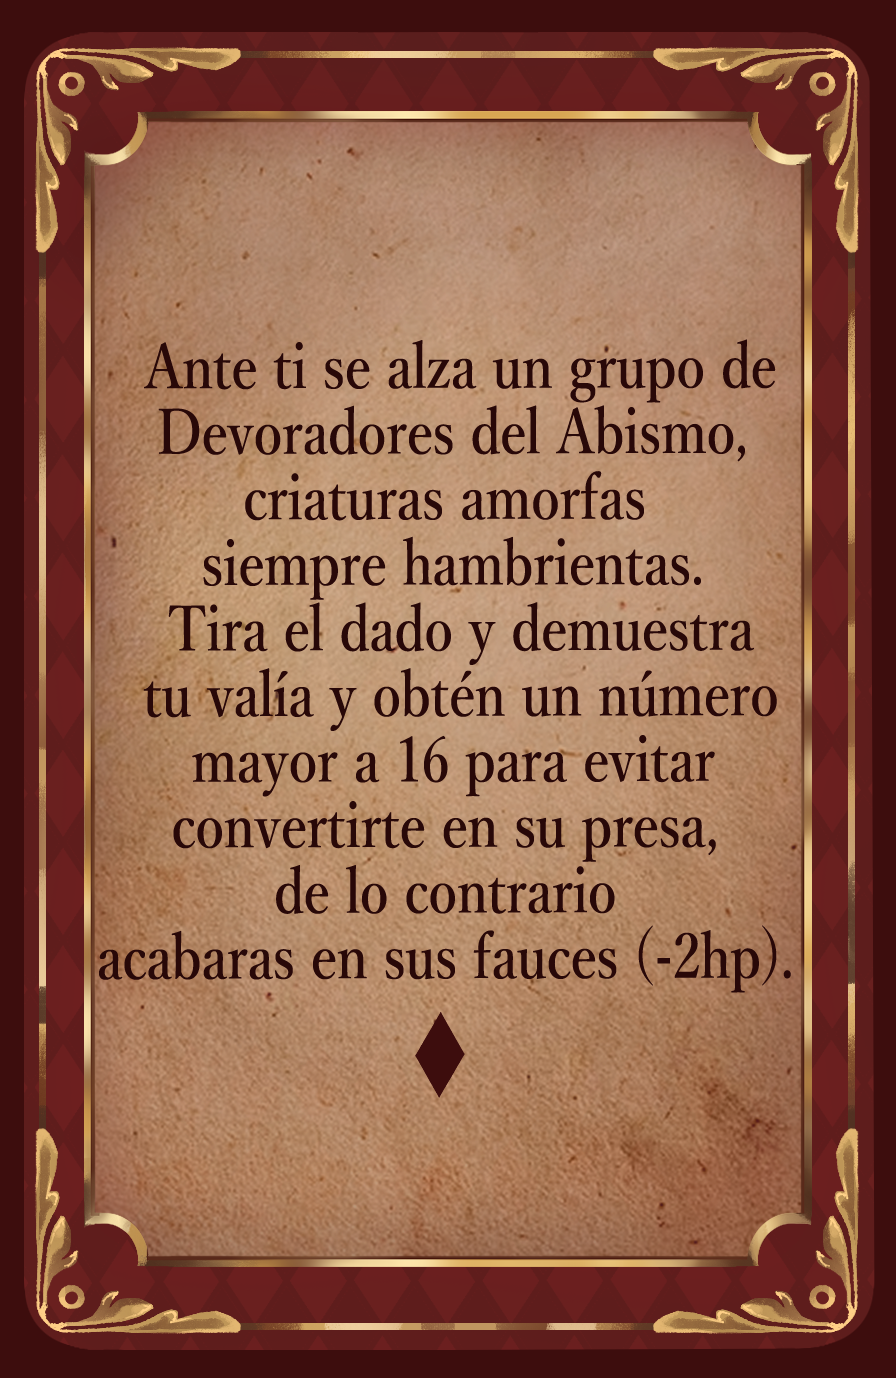 Ante ti se alza un grupo de
Devoradores del Abismo,
criaturas amorfas
siempre hambrientas.
Tira el dado y demuestra
tu valía y obtén un número
mayor a 16 para evitar
convertirte en su presa,
de lo contrario
acabaras en sus fauces (-2hp).